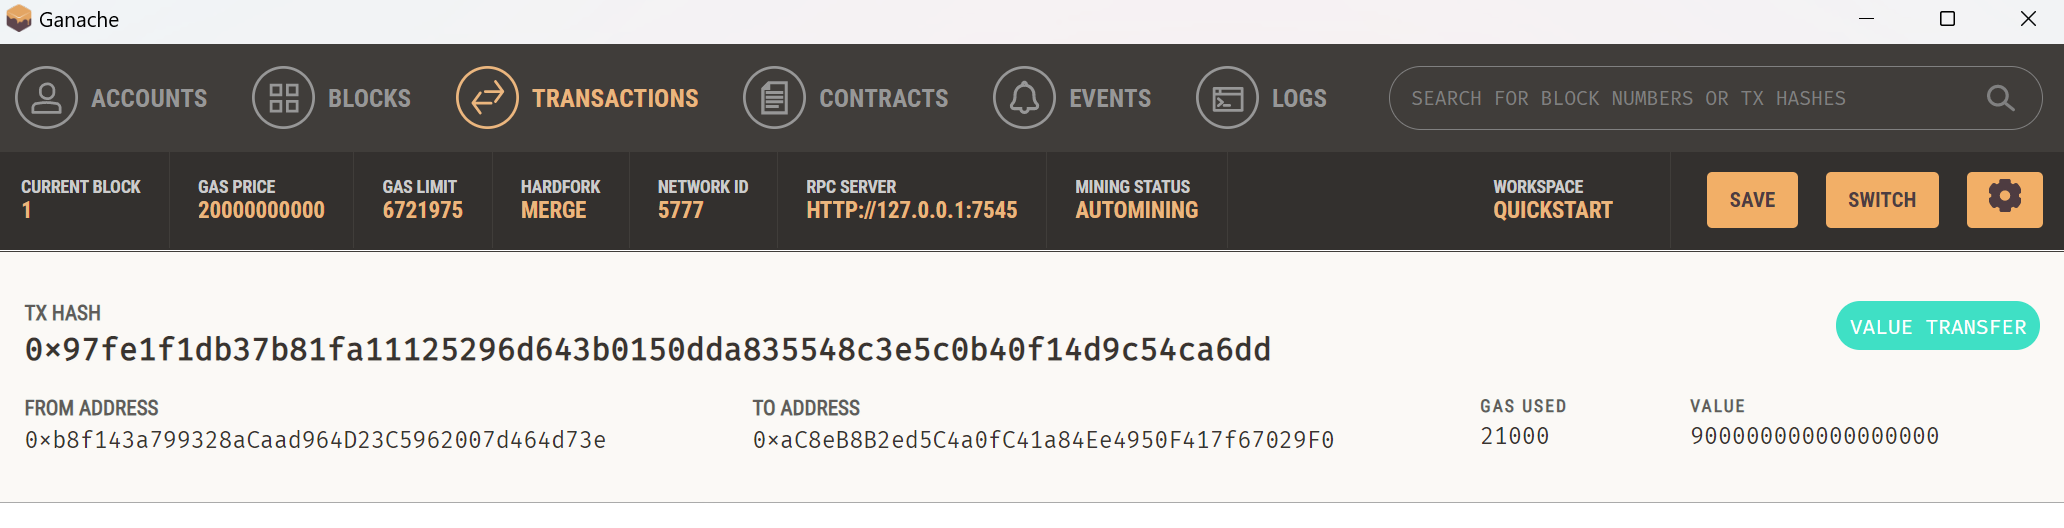 Ganache
ACCOUNTS BLOCKS TRANSACTIONS CONTRACTS EVENTS LOGS SEARCH FOR BLOCK NUMBERS OR TX HASHES
CURRENT BLOCK GAS PRICE GAS LIMIT HARDFORK NETWORK ID RPC SERVER MINING STATUS WORKSPACE
1 20000000000 6721975 MERGE 5777 HTTP://127.0.0.1:7545 AUTOMINING QUICKSTART SAVE SWITCH
TX HASH
0×97fe1f1db37b81fa11125296d643b0150dda835548c3e5c0b40f14d9c54ca6dd VALUE TRANSFER
FROM ADDRESS TO ADDRESS GAS USED VALUE
0×b8f143a799328aCaad964D23C5962007d464d73e 0×aC8eB8B2ed5C4a0fC41a84Ee4950F417f67029F0 21000 900000000000000000